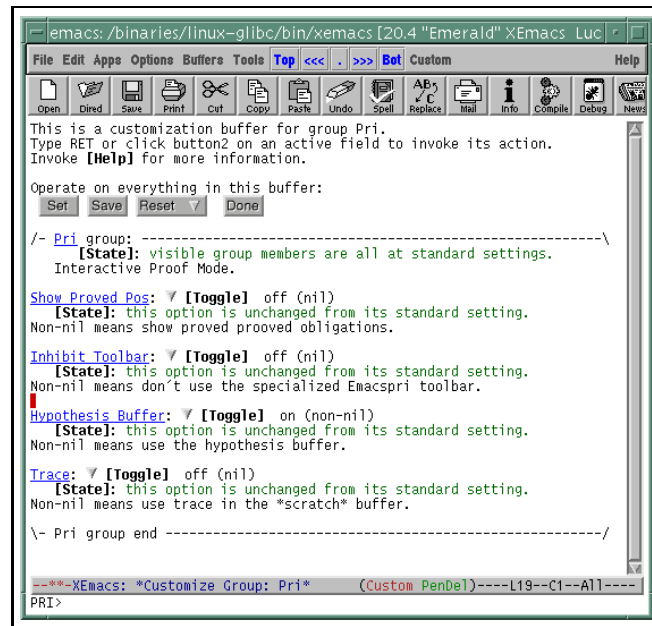 emacs: /binaries/linux-glibc/bin/xemacs [20.4 "Emerald" XEmacs Luc
File Edit Apps Options Buffers Tools Top <<< . >>> Bot Custom Help
Open Dired Save Print Cut Copy Paste Undo Spell Replace Mail Info Compile Debug News
This is a customization buffer for group Pri.
Type RET or click button2 on an active field to invoke its action.
Invoke [Help] for more information.
Operate on everything in this buffer:
Set Save Reset Done
/- Pri group: ----------------------------------------------------------\
[State]: visible group members are all at standard settings.
Interactive Proof Mode.
Show Proved Pos: [Toggle] off (nil)
[State]: this option is unchanged from its standard setting.
Non-nil means show proved prooved obligations.
Inhibit Toolbar: [Toggle] off (nil)
[State]: this option is unchanged from its standard setting.
Non-nil means don´t use the specialized Emacspri toolbar.
Hypothesis Buffer: [Toggle] on (non-nil)
[State]: this option is unchanged from its standard setting.
Non-nil means use the hypothesis buffer.
Trace: [Toggle] off (nil)
[State]: this option is unchanged from its standard setting.
Non-nil means use trace in the *scratch* buffer.
\- Pri group end -------------------------------------------------------/
--**-XEmacs: *Customize Group: Pri* (Custom PenDel)----L19--C1--All----
PRI>